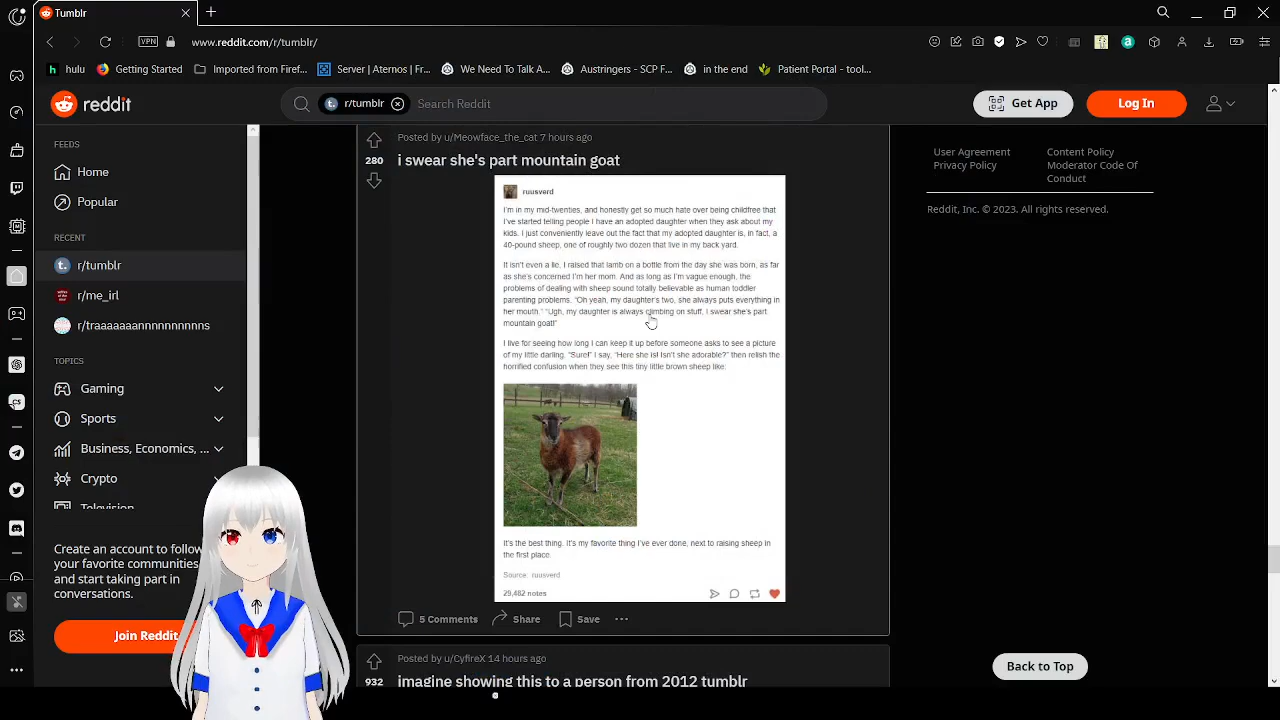 Tumblr
www.reddit.com/r/tumblr/
VPN
hulu
Getting Started
Imported from Firef...
Server | Aternos | Fr...
We Need To Talk A...
Austringers - SCP F...
in the end
Patient Portal - tool...
reddit
r/tumblr
Search Reddit
Get App
Log In
FEEDS
Home
Popular
RECENT
r/tumblr
r/me_irl
r/traaaaaaannnnnnnnnns
TOPICS
Gaming
Sports
Business, Economics, ...
Crypto
Television
Create an account to follow
your favorite communities
and start taking part in
conversations.
Join Reddit
Posted by u/Meowface_the_cat 7 hours ago
280
i swear she's part mountain goat
ruusverd
I'm in my mid-twenties, and honestly get so much hate over being childfree that
I've started telling people I have an adopted daughter when they ask about my
kids. I just conveniently leave out the fact that my adopted daughter is, in fact, a
40-pound sheep, one of roughly two dozen that live in my back yard.
It isn't even a lie, I raised that lamb on a bottle from the day she was born, as far
as she's concerned I'm her mom. And as long as I'm vague enough, the
problems of dealing with sheep sound totally believable as human toddler
parenting problems. "Oh yeah, my daughter's two, she always puts everything in
her mouth." "Ugh, my daughter is always climbing on stuff, I swear she's part
mountain goat!"
I live for seeing how long I can keep it up before someone asks to see a picture
of my little darling. "Sure!" I say, "Here she is! Isn't she adorable?" then relish the
horrified confusion when they see this tiny little brown sheep like:
It's the best thing. It's my favorite thing I've ever done, next to raising sheep in
the first place.
Source: ruusverd
29,482 notes
5 Comments
Share
Save
Posted by u/CyfireX 14 hours ago
932
imagine showing this to a person from 2012 tumblr
User Agreement
Privacy Policy
Content Policy
Moderator Code Of
Conduct
Reddit, Inc. © 2023. All rights reserved.
Back to Top